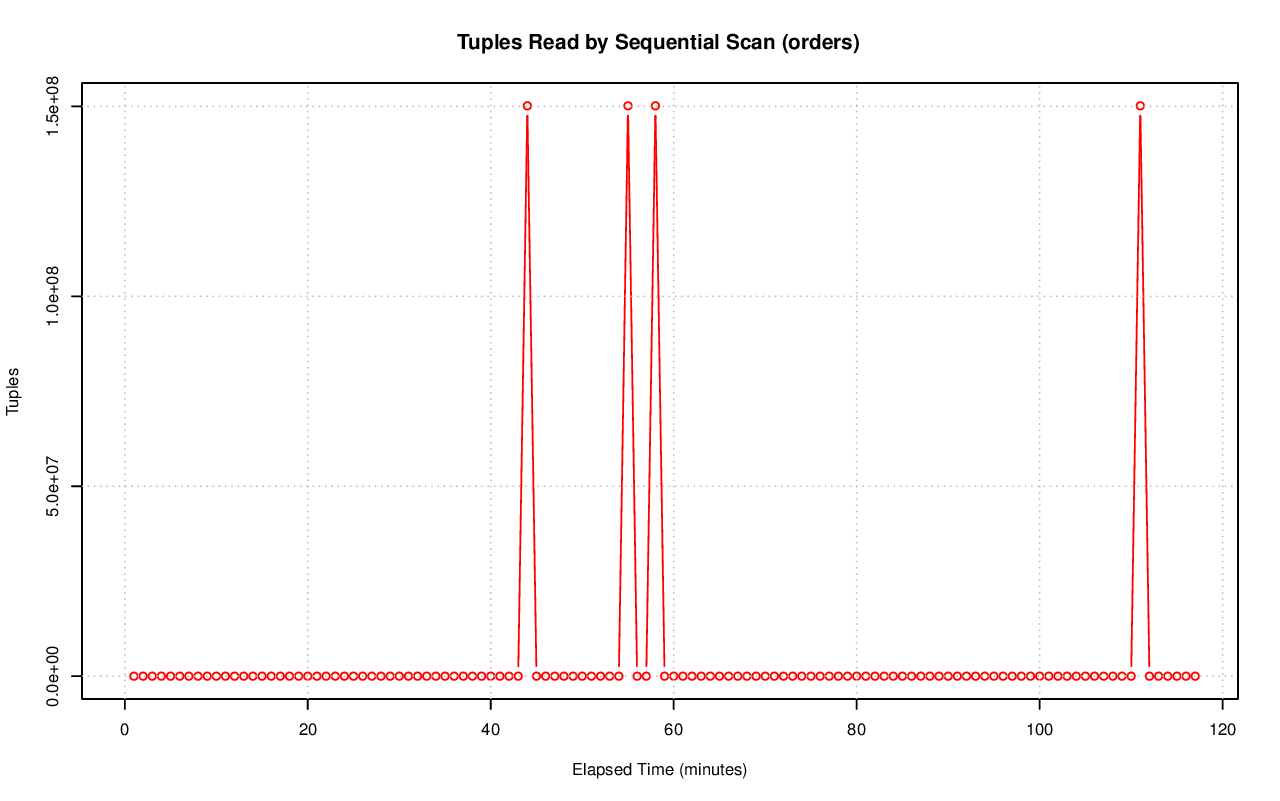 Tuples Read by Sequential Scan (orders)
1.5e+08
1.0e+08
5.0e+07
0.0e+00
Tuples
0 20 40 60 80 100 120
Elapsed Time (minutes)